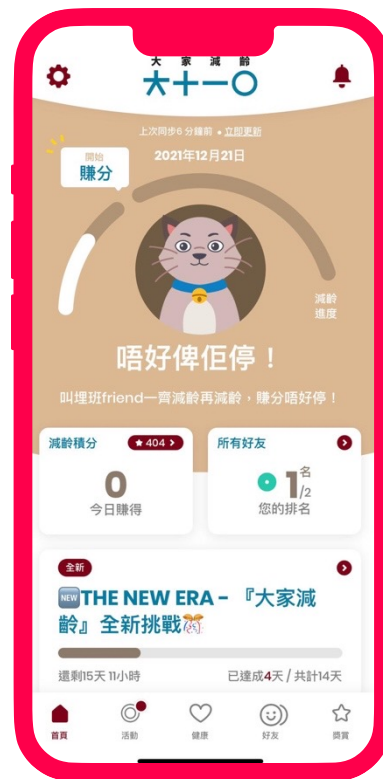 大家減齡
大十一〇
上次同步6 分鐘前 • 立即更新
2021年12月21日
開始
賺分
減齡
進度
唔好俾佢停！
叫埋班friend一齊減齡再減齡，賺分唔好停！
減齡積分
★ 404 >
所有好友
0
今日賺得
1名/2
您的排名
全新
NEW THE NEW ERA – 『大家減
齡』全新挑戰
還剩15天 11小時
已達成4天 / 共計14天
首頁
活動
健康
好友
獎賞